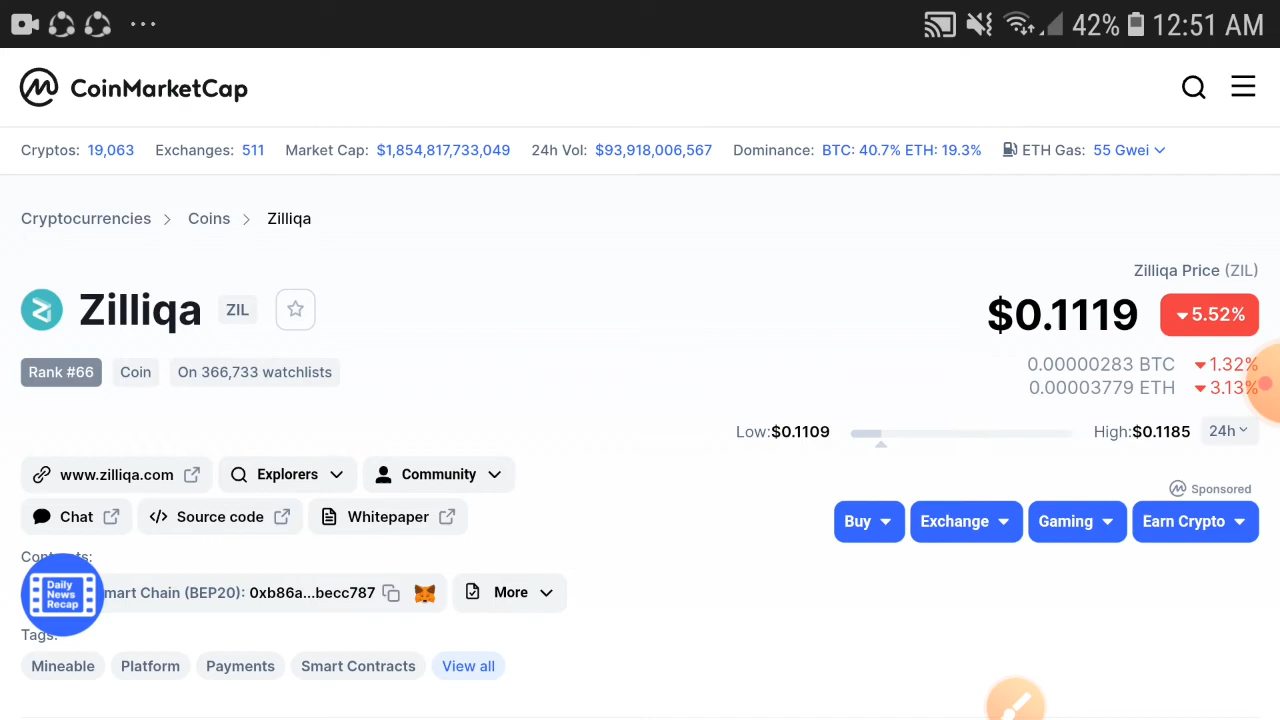 42% 12:51 AM
CoinMarketCap
Cryptos: 19,063 Exchanges: 511 Market Cap: $1,854,817,733,049 24h Vol: $93,918,006,567 Dominance: BTC: 40.7% ETH: 19.3% ETH Gas: 55 Gwei
Cryptocurrencies > Coins > Zilliqa
Zilliqa Price (ZIL)
Zilliqa ZIL $0.1119 5.52%
Rank #66 Coin On 366,733 watchlists 0.00000283 BTC 1.32%
0.00003779 ETH 3.13%
Low:$0.1109 High:$0.1185 24h
www.zilliqa.com Explorers Community
Sponsored
Chat Source code Whitepaper Buy Exchange Gaming Earn Crypto
Daily
News
Recap
mart Chain (BEP20): 0xb86a...becc787 More
Tags:
Mineable Platform Payments Smart Contracts View all